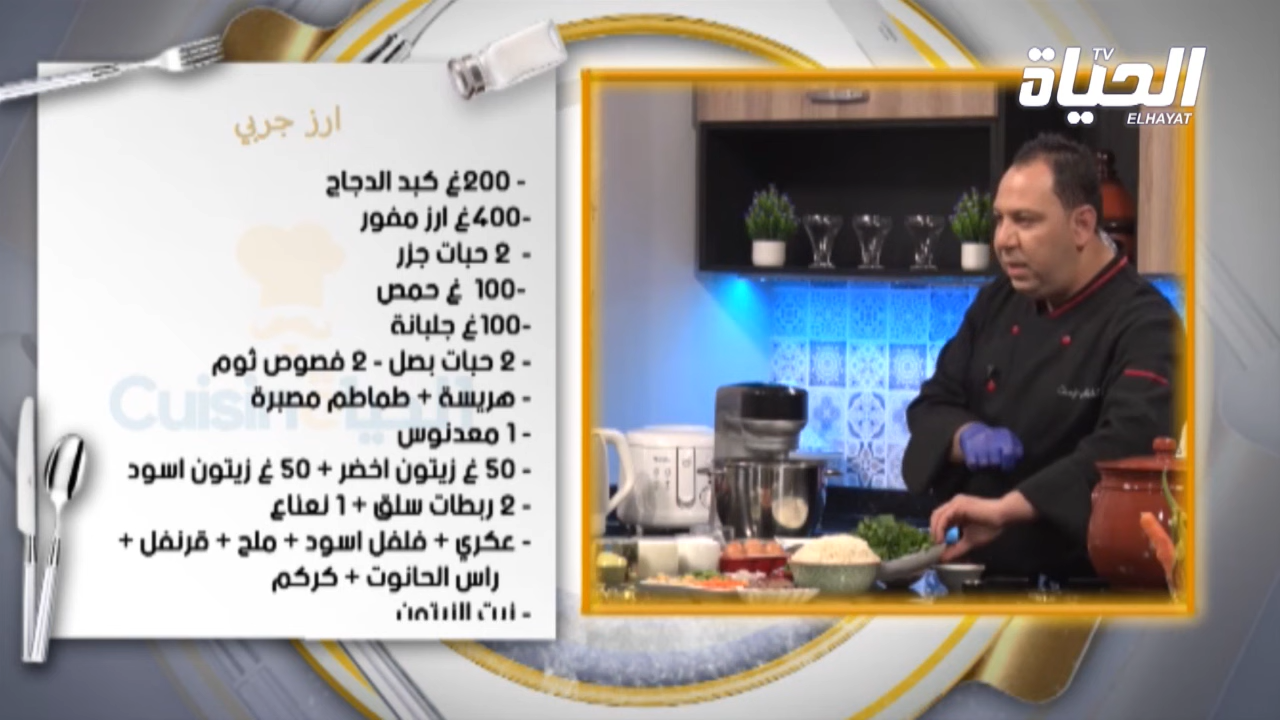 ارز جربي
- 200غ كبد الدجاج
-400غ ارز مفور
- 2 حبات جزر
-100 غ حمص
-100غ جلبانة
- 2 حبات بصل - 2 فصوص ثوم
- هريسة + طماطم مصبرة
- 1 معدنوس
- 50 غ زيتون اخضر + 50 غ زيتون اسود
- 2 ربطات سلق + 1 نعناع
- عكري + فلفل اسود + ملح + قرنفل +
راس الحانوت + كركم
- زيت الزيتون
الحياة TV
ELHAYAT